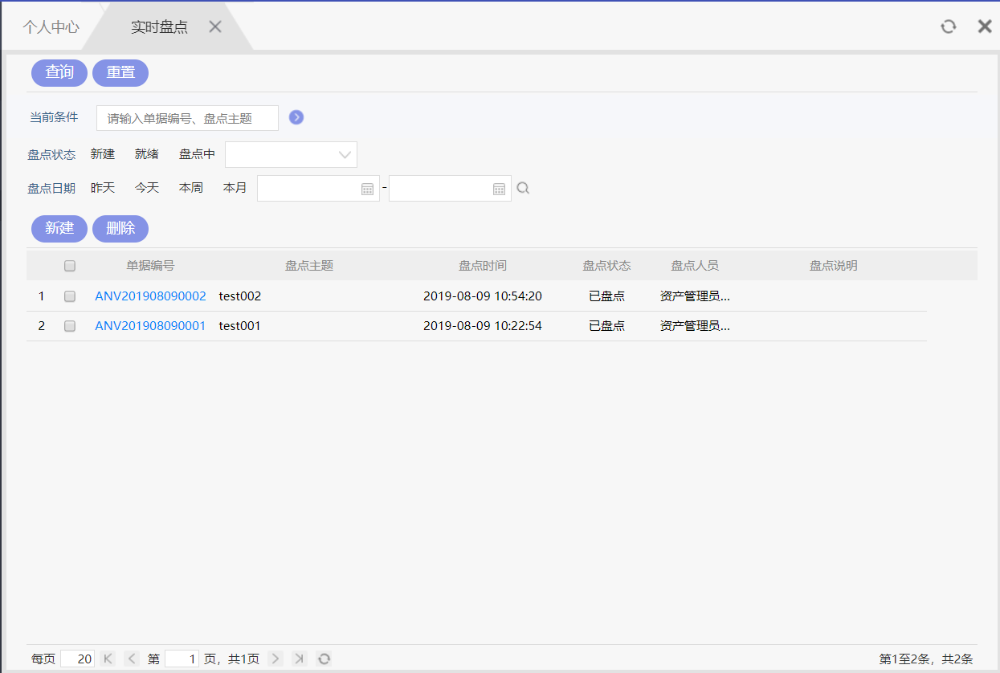 个人中心 实时盘点
查询 重置
当前条件 请输入单据编号、盘点主题
盘点状态 新建 就绪 盘点中
盘点日期 昨天 今天 本周 本月 -
新建 删除
单据编号 盘点主题 盘点时间 盘点状态 盘点人员 盘点说明
1 ANV201908090002 test002 2019-08-09 10:54:20 已盘点 资产管理员...
2 ANV201908090001 test001 2019-08-09 10:22:54 已盘点 资产管理员...
每页 20 第 1 页，共1页 第1至2条，共2条